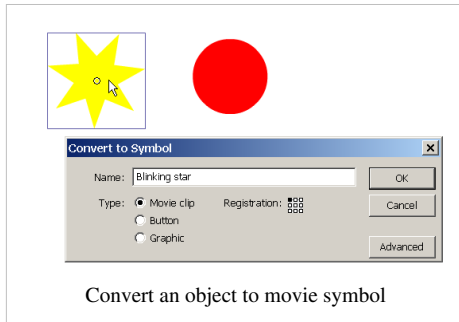 Convert to Symbol
Name: Blinking star
OK
Type: Movie clip Registration:
Cancel
Button
Graphic
Advanced
Convert an object to movie symbol